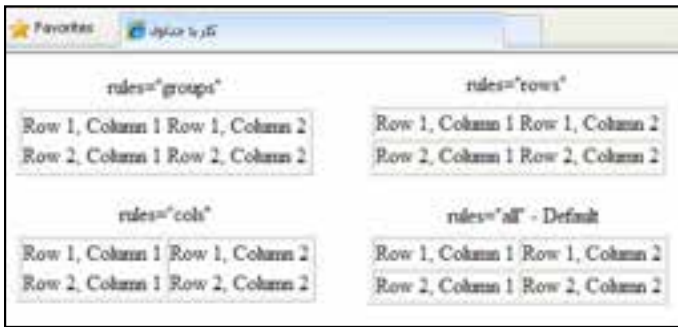 Favorites
کار با جداول
rules="groups"
Row 1, Column 1 Row 1, Column 2
Row 2, Column 1 Row 2, Column 2
rules="rows"
Row 1, Column 1 Row 1, Column 2
Row 2, Column 1 Row 2, Column 2
rules="cols"
Row 1, Column 1 Row 1, Column 2
Row 2, Column 1 Row 2, Column 2
rules="all" - Default
Row 1, Column 1 Row 1, Column 2
Row 2, Column 1 Row 2, Column 2